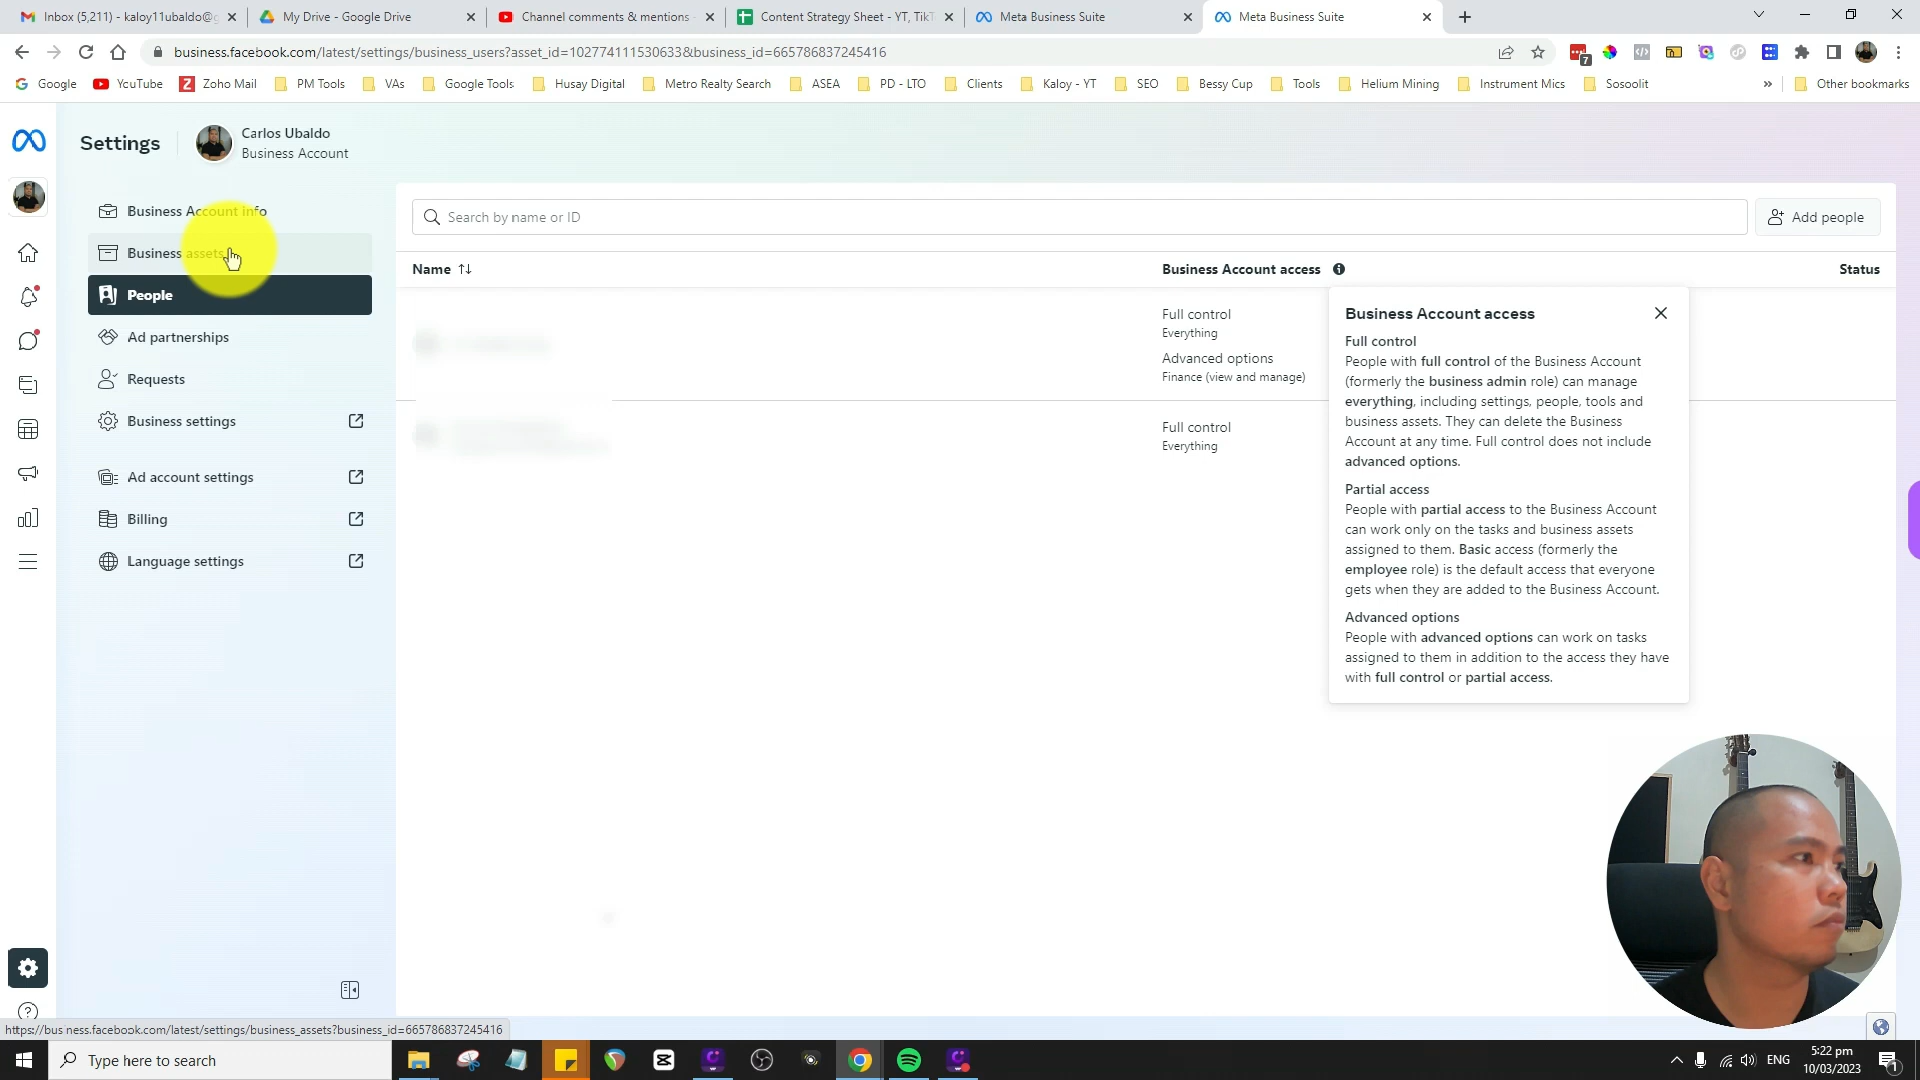 Inbox (5,211) - kaloy11ubaldo@g
My Drive - Google Drive
Channel comments & mentions
Content Strategy Sheet - YT, TikT
Meta Business Suite
Meta Business Suite
business.facebook.com/latest/settings/business_users?asset_id=102774111530633&business_id=665786837245416
7
Google
YouTube
Zoho Mail
PM Tools
VAs
Google Tools
Husay Digital
Metro Realty Search
ASEA
PD - LTO
Clients
Kaloy - YT
SEO
Bessy Cup
Tools
Helium Mining
Instrument Mics
Sosoolit
»
Other bookmarks
Settings
Carlos Ubaldo
Business Account
Business Account info
Business assets
People
Ad partnerships
Requests
Business settings
Ad account settings
Billing
Language settings
Search by name or ID
Add people
Name
Business Account access
Status
Full control
Everything
Advanced options
Finance (view and manage)
Full control
Everything
Business Account access
Full control
People with full control of the Business Account
(formerly the business admin role) can manage
everything, including settings, people, tools and
business assets. They can delete the Business
Account at any time. Full control does not include
advanced options.
Partial access
People with partial access to the Business Account
can work only on the tasks and business assets
assigned to them. Basic access (formerly the
employee role) is the default access that everyone
gets when they are added to the Business Account.
Advanced options
People with advanced options can work on tasks
assigned to them in addition to the access they have
with full control or partial access.
https://business.facebook.com/latest/settings/business_assets?business_id=665786837245416
Type here to search
ENG
5:22 pm
10/03/2023
1